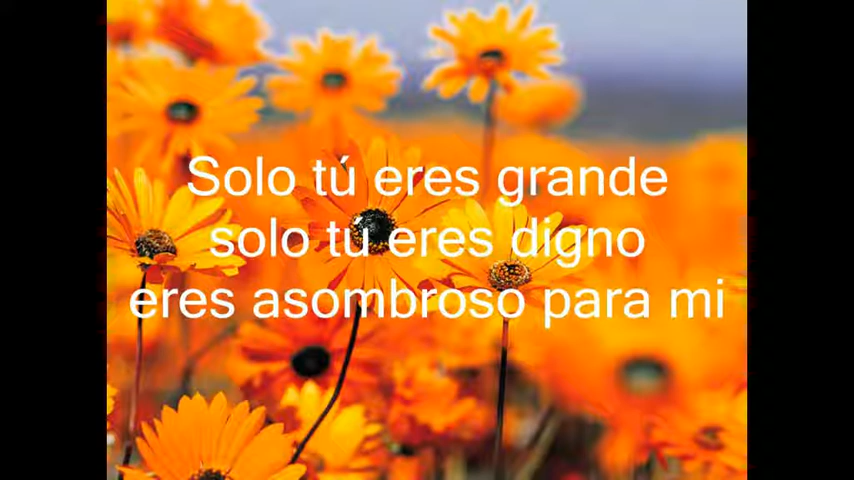 Solo tú eres grande
solo tú eres digno
eres asombroso para mi